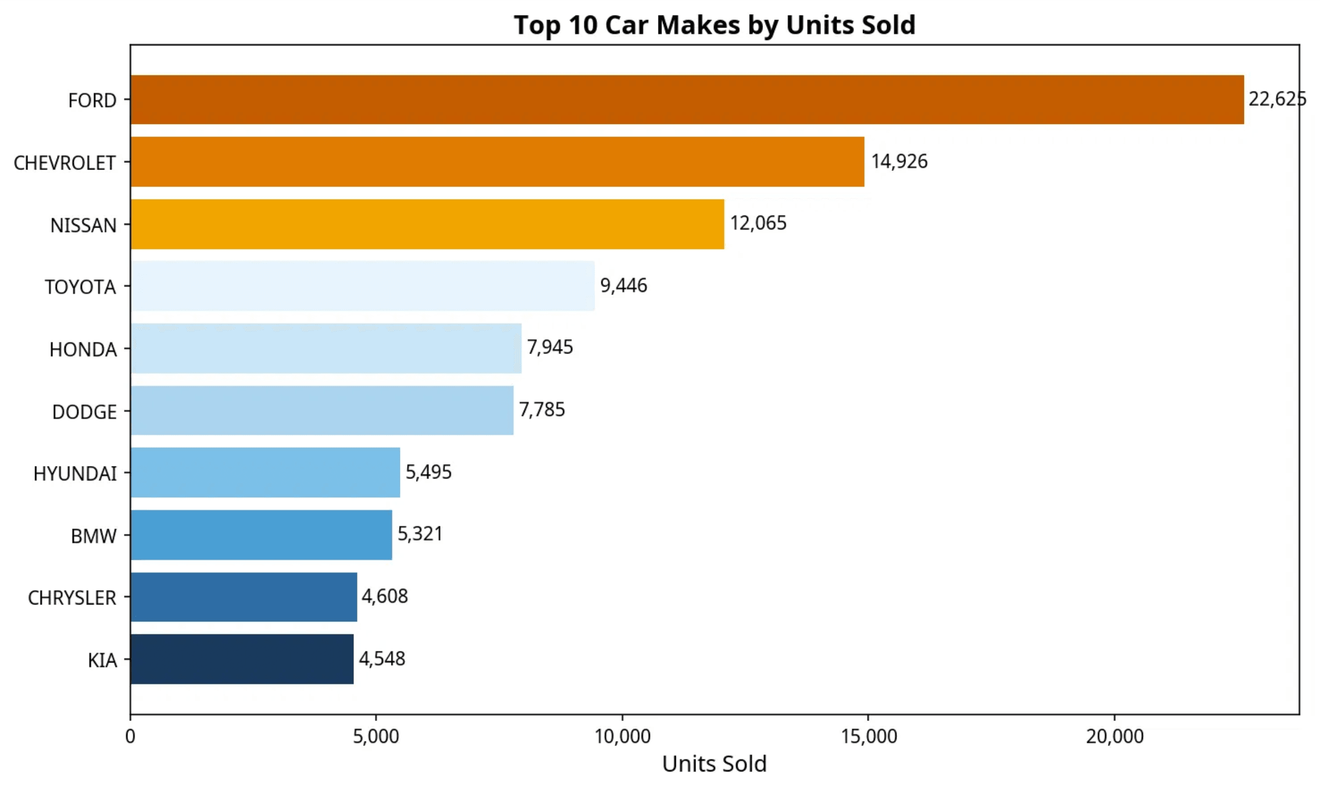 Top 10 Car Makes by Units Sold
FORD 22,625
CHEVROLET 14,926
NISSAN 12,065
TOYOTA 9,446
HONDA 7,945
DODGE 7,785
HYUNDAI 5,495
BMW 5,321
CHRYSLER 4,608
KIA 4,548
0 5,000 10,000 15,000 20,000
Units Sold